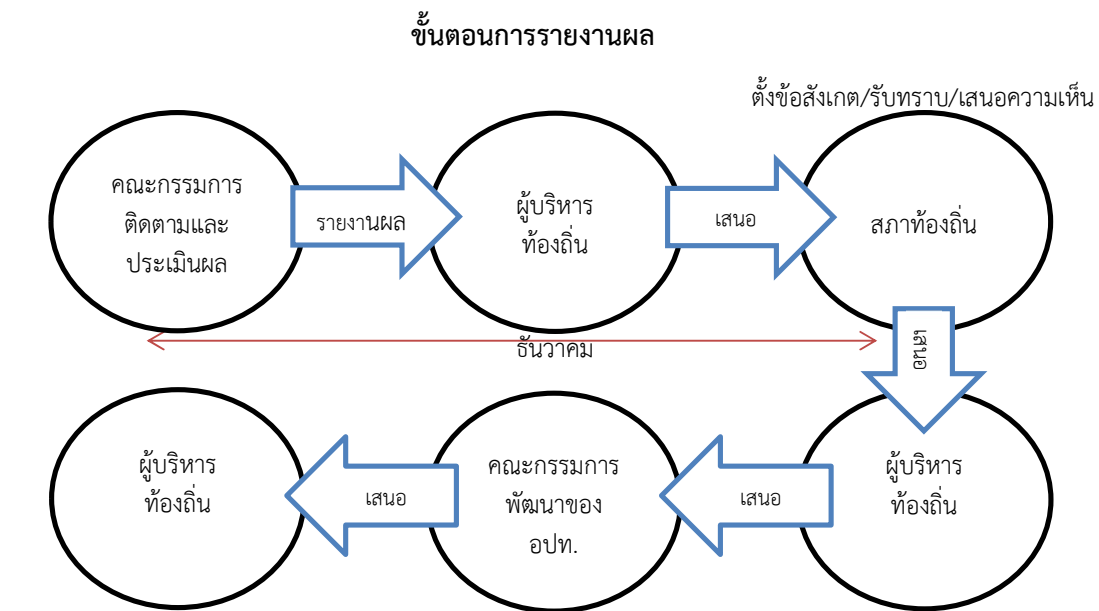 ขั้นตอนการรายงานผล
ตั้งข้อสังเกต/รับทราบ/เสนอความเห็น
คณะกรรมการ
ติดตามและ
ประเมินผล
รายงานผล
ผู้บริหาร
ท้องถิ่น
เสนอ
สภาท้องถิ่น
ธันวาคม
เสนอ
ผู้บริหาร
ท้องถิ่น
เสนอ
คณะกรรมการ
พัฒนาของ
อปท.
เสนอ
ผู้บริหาร
ท้องถิ่น